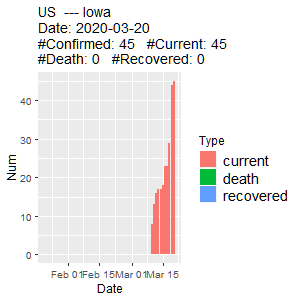 US --- Iowa
Date: 2020-03-20
#Confirmed: 45 #Current: 45
#Death: 0 #Recovered: 0
40
30
20
10
0
Num
Feb 01 Feb 15 Mar 01 Mar 15
Date
Type
current
death
recovered